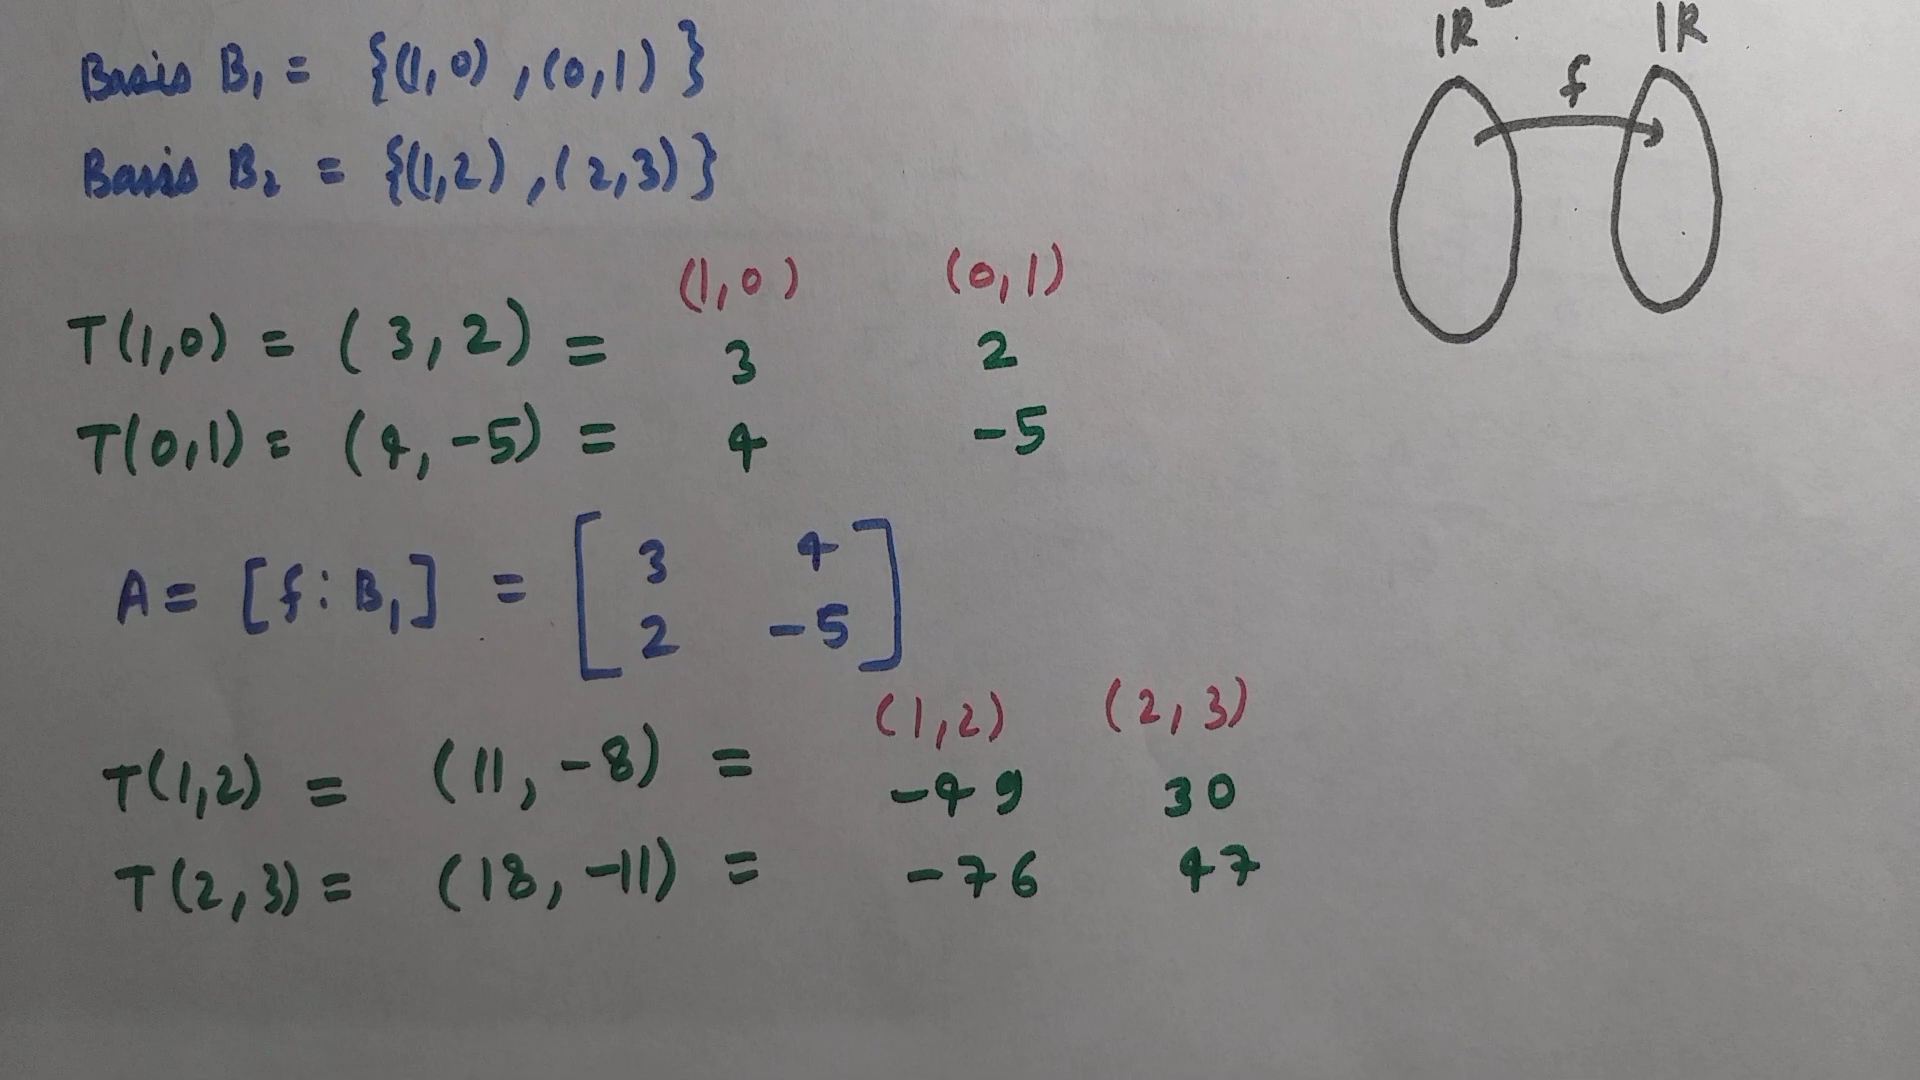 Basis B₁ = {(1,0), (0,1)}
Basis B₂ = {(1,2), (2,3)}
IR IR
f
(1,0) (0,1)
T(1,0) = (3,2) = 3 2
T(0,1) = (4,-5) = 4 -5
A = [f: B₁] = [3 4
2 -5]
(1,2) (2,3)
T(1,2) = (11,-8) = -49 30
T(2,3) = (18,-11) = -76 47